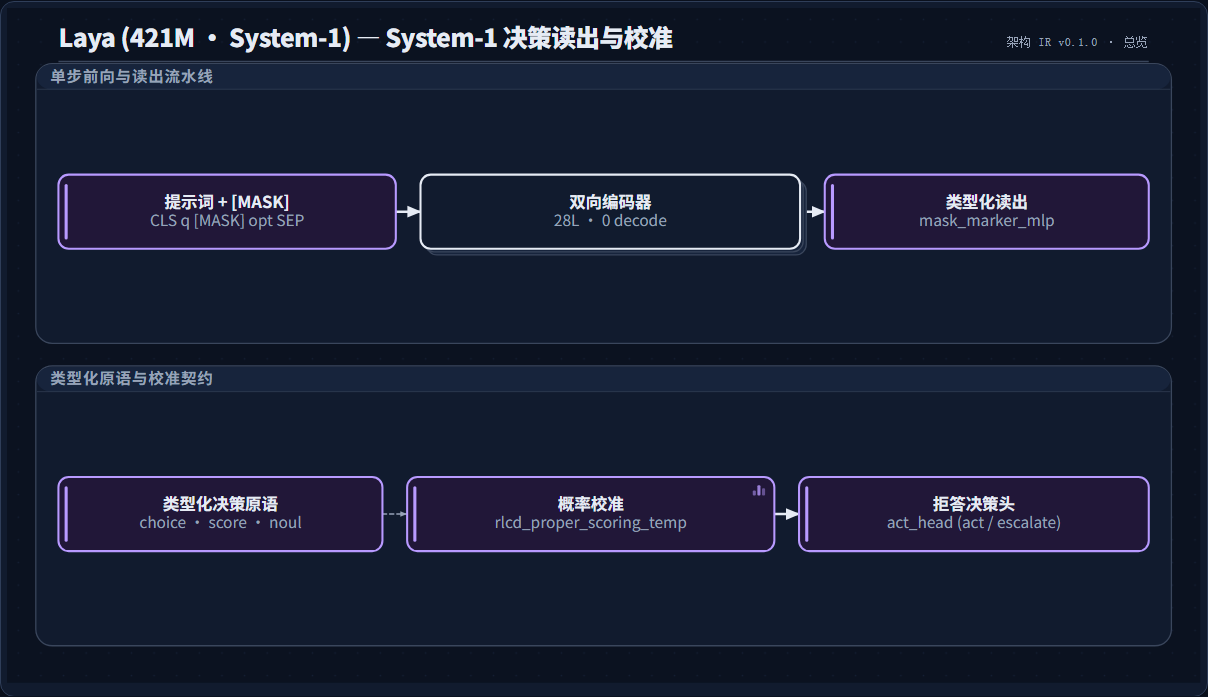 Laya (421M · System-1) — System-1 决策读出与校准
架构 IR v0.1.0 · 总览
单步前向与读出流水线
提示词 + [MASK]
CLS q [MASK] opt SEP
双向编码器
28L · 0 decode
类型化读出
mask_marker_mlp
类型化原语与校准契约
类型化决策原语
choice · score · noul
概率校准
rlcd_proper_scoring_temp
拒答决策头
act_head (act / escalate)